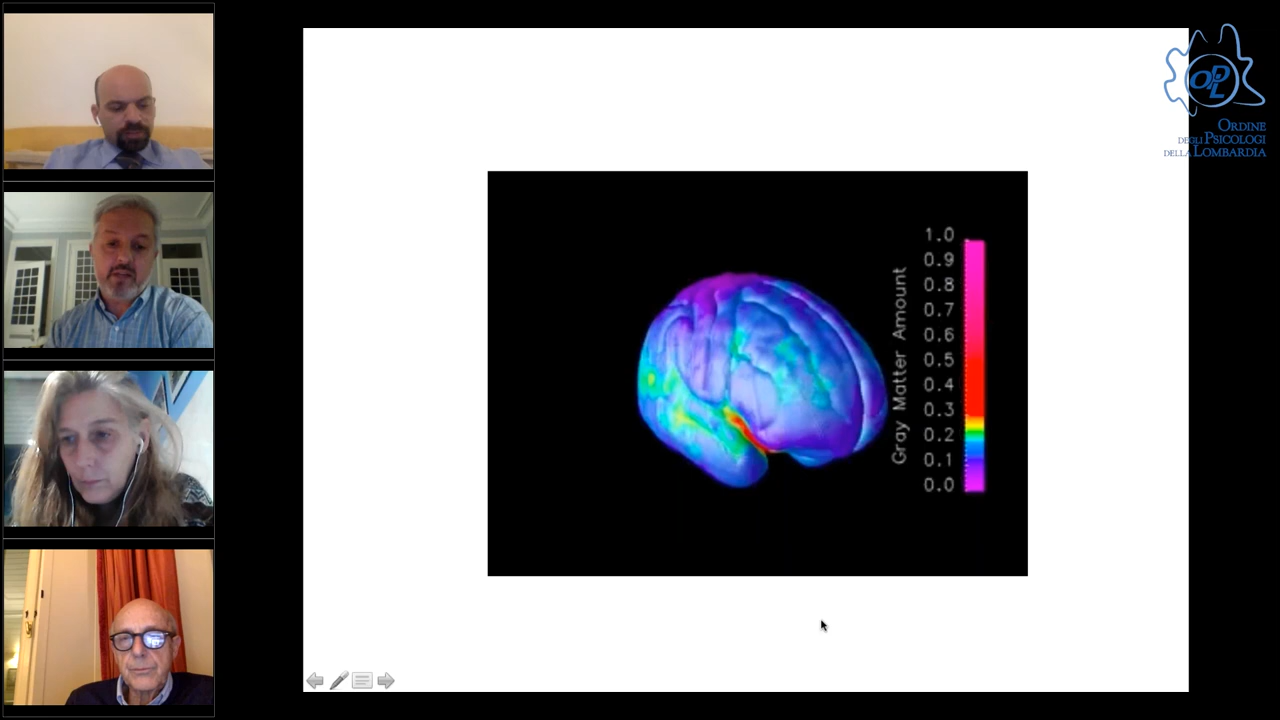 OPL
ORDINE
DEGLI PSICOLOGI
DELLA LOMBARDIA
Gray Matter Amount
1.0
0.9
0.8
0.7
0.6
0.5
0.4
0.3
0.2
0.1
0.0